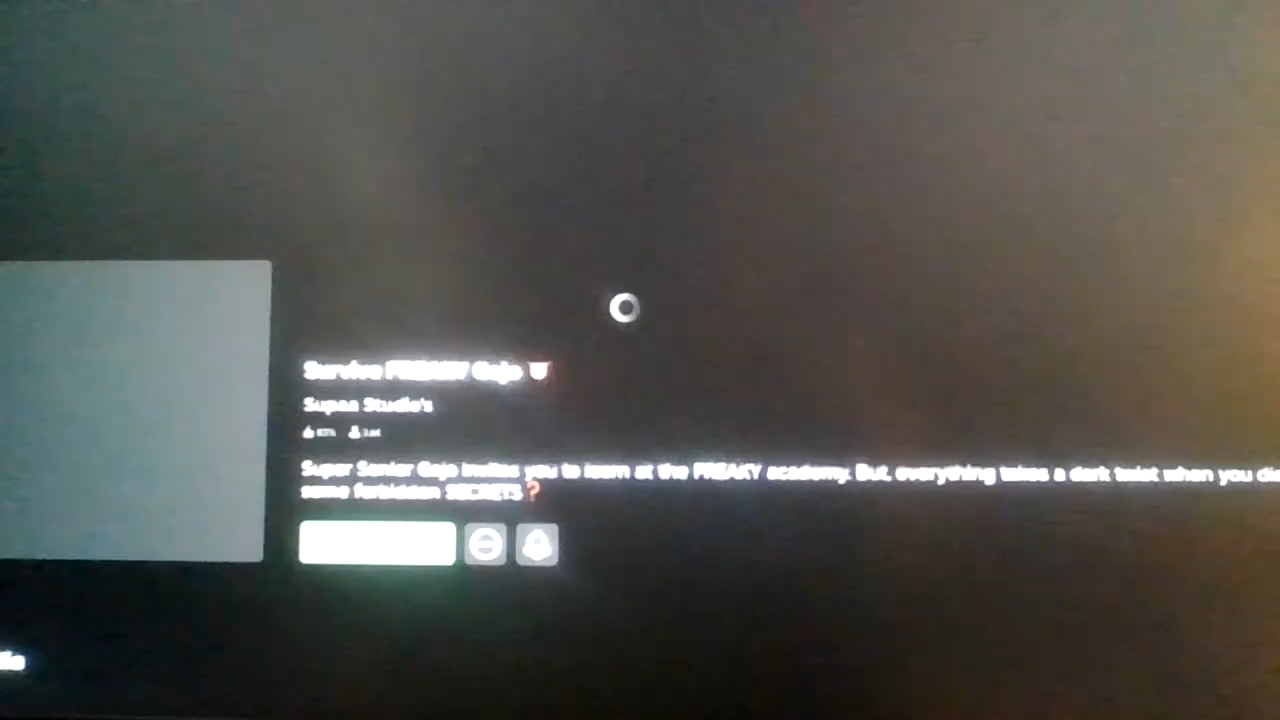 Survive FREAKY Gojo
Supaa Studio's
Super Senior Gojo invites you to learn at the FREAKY academy. But, everything takes a dark twist when you
some forbidden SECRETS❓